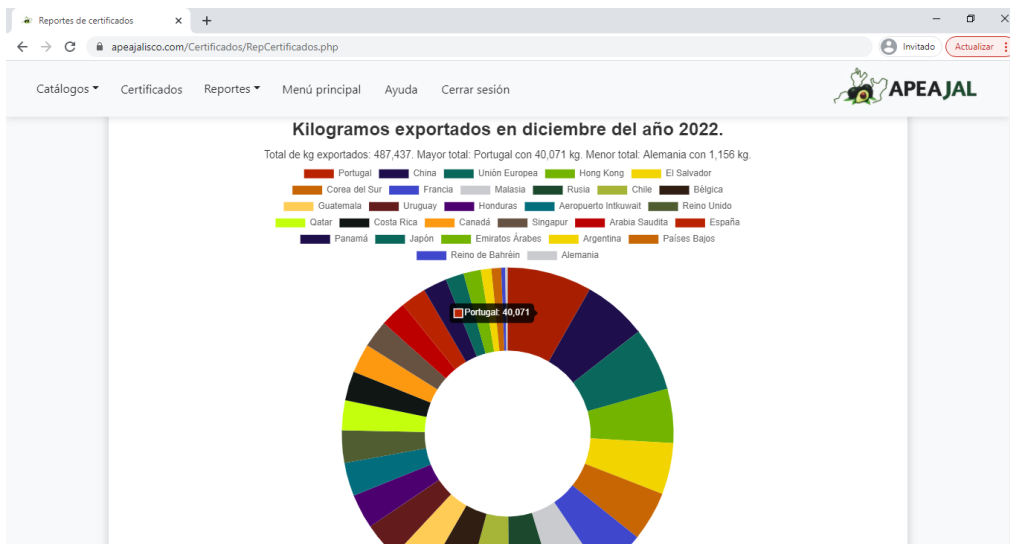 Reportes de certificados
apeajalisco.com/Certificados/RepCertificados.php
Invitado
Actualizar
Catálogos Certificados Reportes Menú principal Ayuda Cerrar sesión
APEAJAL
Kilogramos exportados en diciembre del año 2022.
Total de kg exportados: 487,437. Mayor total: Portugal con 40,071 kg. Menor total: Alemania con 1,156 kg.
Portugal China Unión Europea Hong Kong El Salvador
Corea del Sur Francia Malasia Rusia Chile Bélgica
Guatemala Uruguay Honduras Aeropuerto Intkuwait Reino Unido
Qatar Costa Rica Canadá Singapur Arabia Saudita España
Panamá Japón Emiratos Árabes Argentina Países Bajos
Reino de Bahréin Alemania
Portugal: 40,071